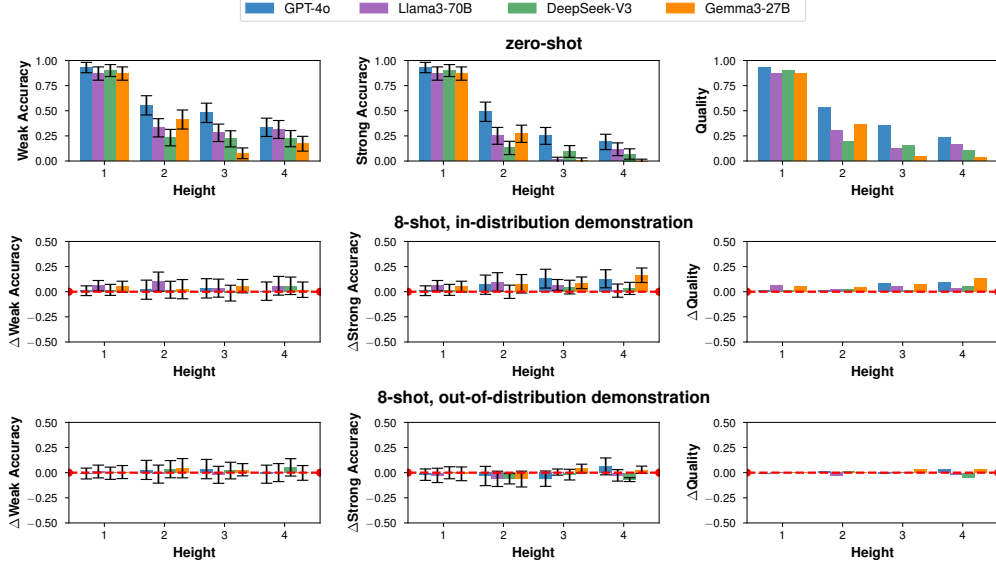 GPT-4o Llama3-70B DeepSeek-V3 Gemma3-27B
zero-shot
Weak Accuracy
1.00
0.75
0.50
0.25
0.00
1 2 3 4
Height
Strong Accuracy
1.00
0.75
0.50
0.25
0.00
1 2 3 4
Height
Quality
1.00
0.75
0.50
0.25
0.00
1 2 3 4
Height
8-shot, in-distribution demonstration
△Weak Accuracy
0.50
0.25
0.00
−0.25
−0.50
1 2 3 4
Height
△Strong Accuracy
0.50
0.25
0.00
−0.25
−0.50
1 2 3 4
Height
△Quality
0.50
0.25
0.00
−0.25
−0.50
1 2 3 4
Height
8-shot, out-of-distribution demonstration
△Weak Accuracy
0.50
0.25
0.00
−0.25
−0.50
1 2 3 4
Height
△Strong Accuracy
0.50
0.25
0.00
−0.25
−0.50
1 2 3 4
Height
△Quality
0.50
0.25
0.00
−0.25
−0.50
1 2 3 4
Height